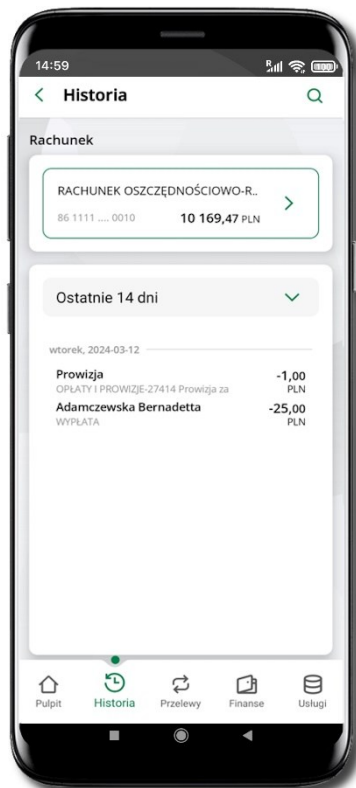 14:59
R
100
Historia
Rachunek
RACHUNEK OSZCZĘDNOŚCIOWO-R..
86 1111 .... 0010 10 169,47 PLN
Ostatnie 14 dni
wtorek, 2024-03-12
Prowizja -1,00
OPŁATY I PROWIZJE-27414 Prowizja za PLN
Adamczewska Bernadetta -25,00
WYPŁATA PLN
Pulpit Historia Przelewy Finanse Usługi